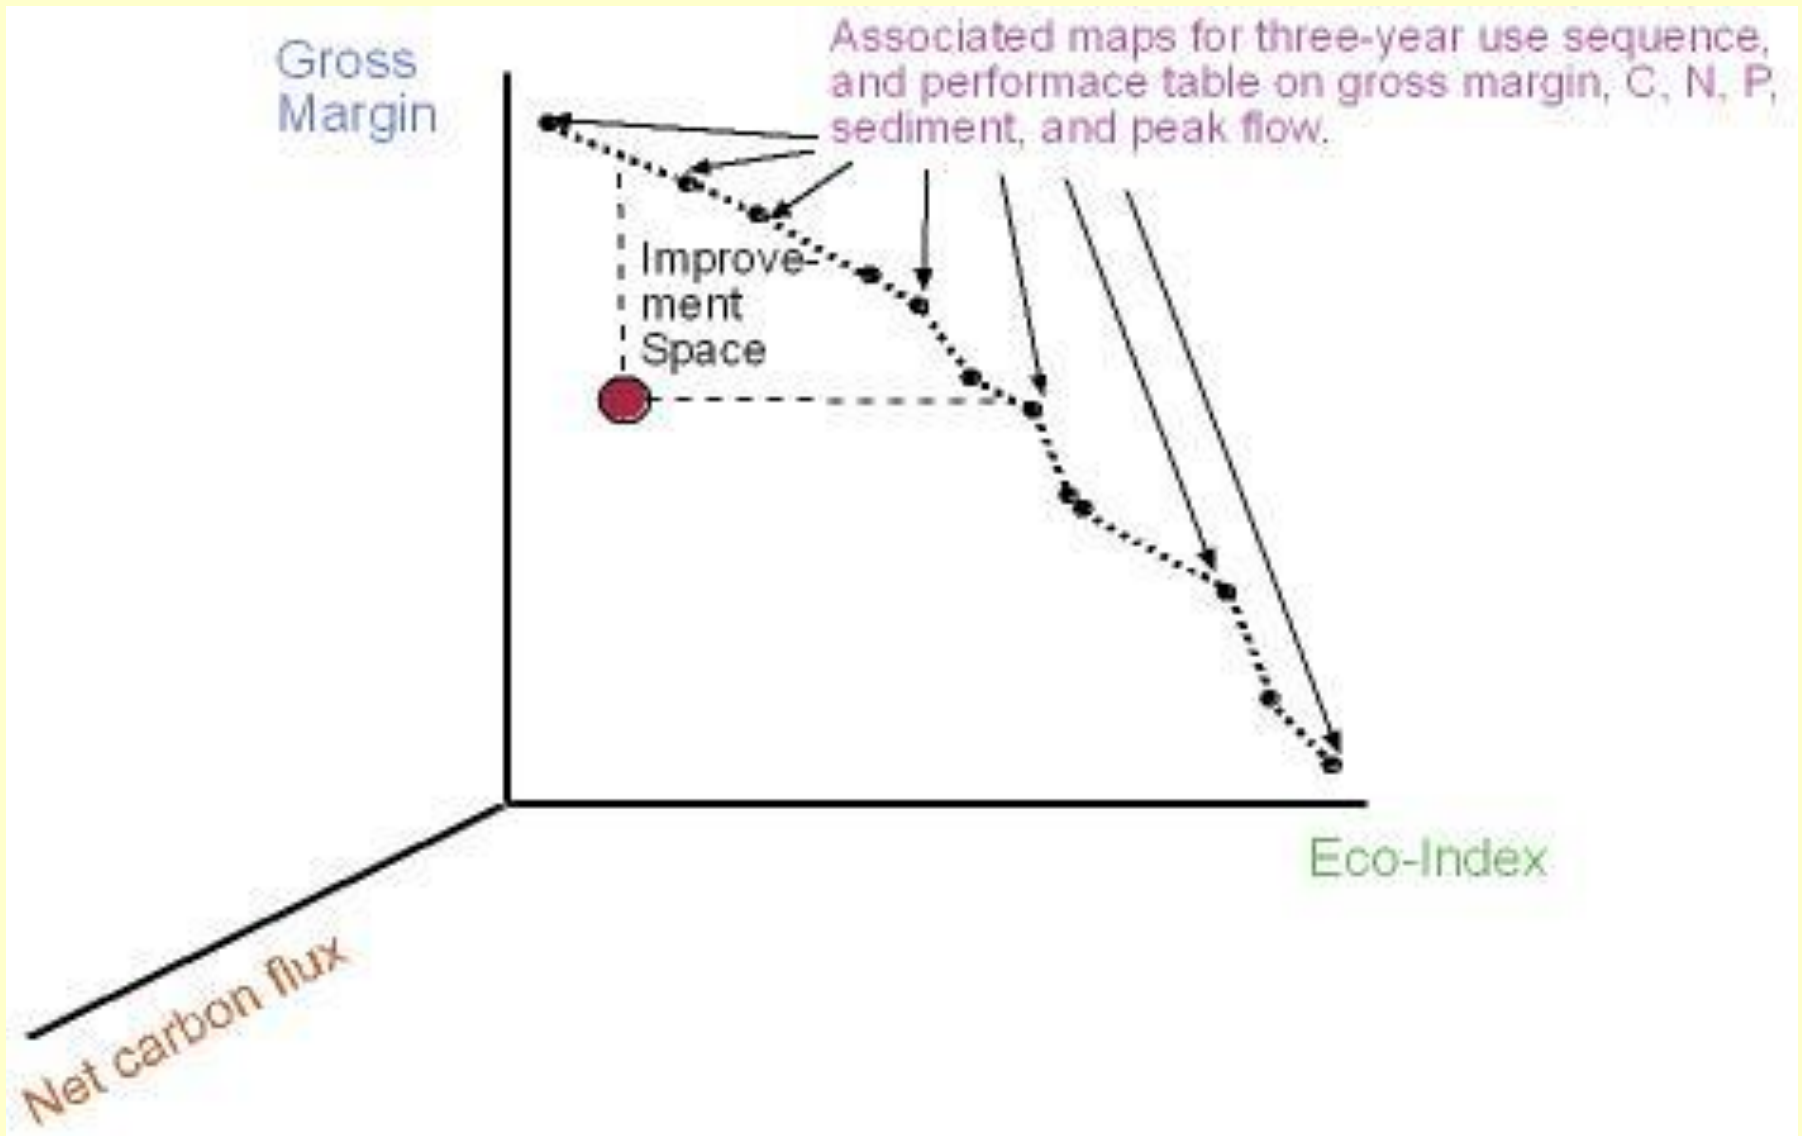 Gross
Margin
Associated maps for three-year use sequence,
and performace table on gross margin, C, N, P,
sediment, and peak flow.
Improve-
ment
Space
Eco-Index
Net carbon flux